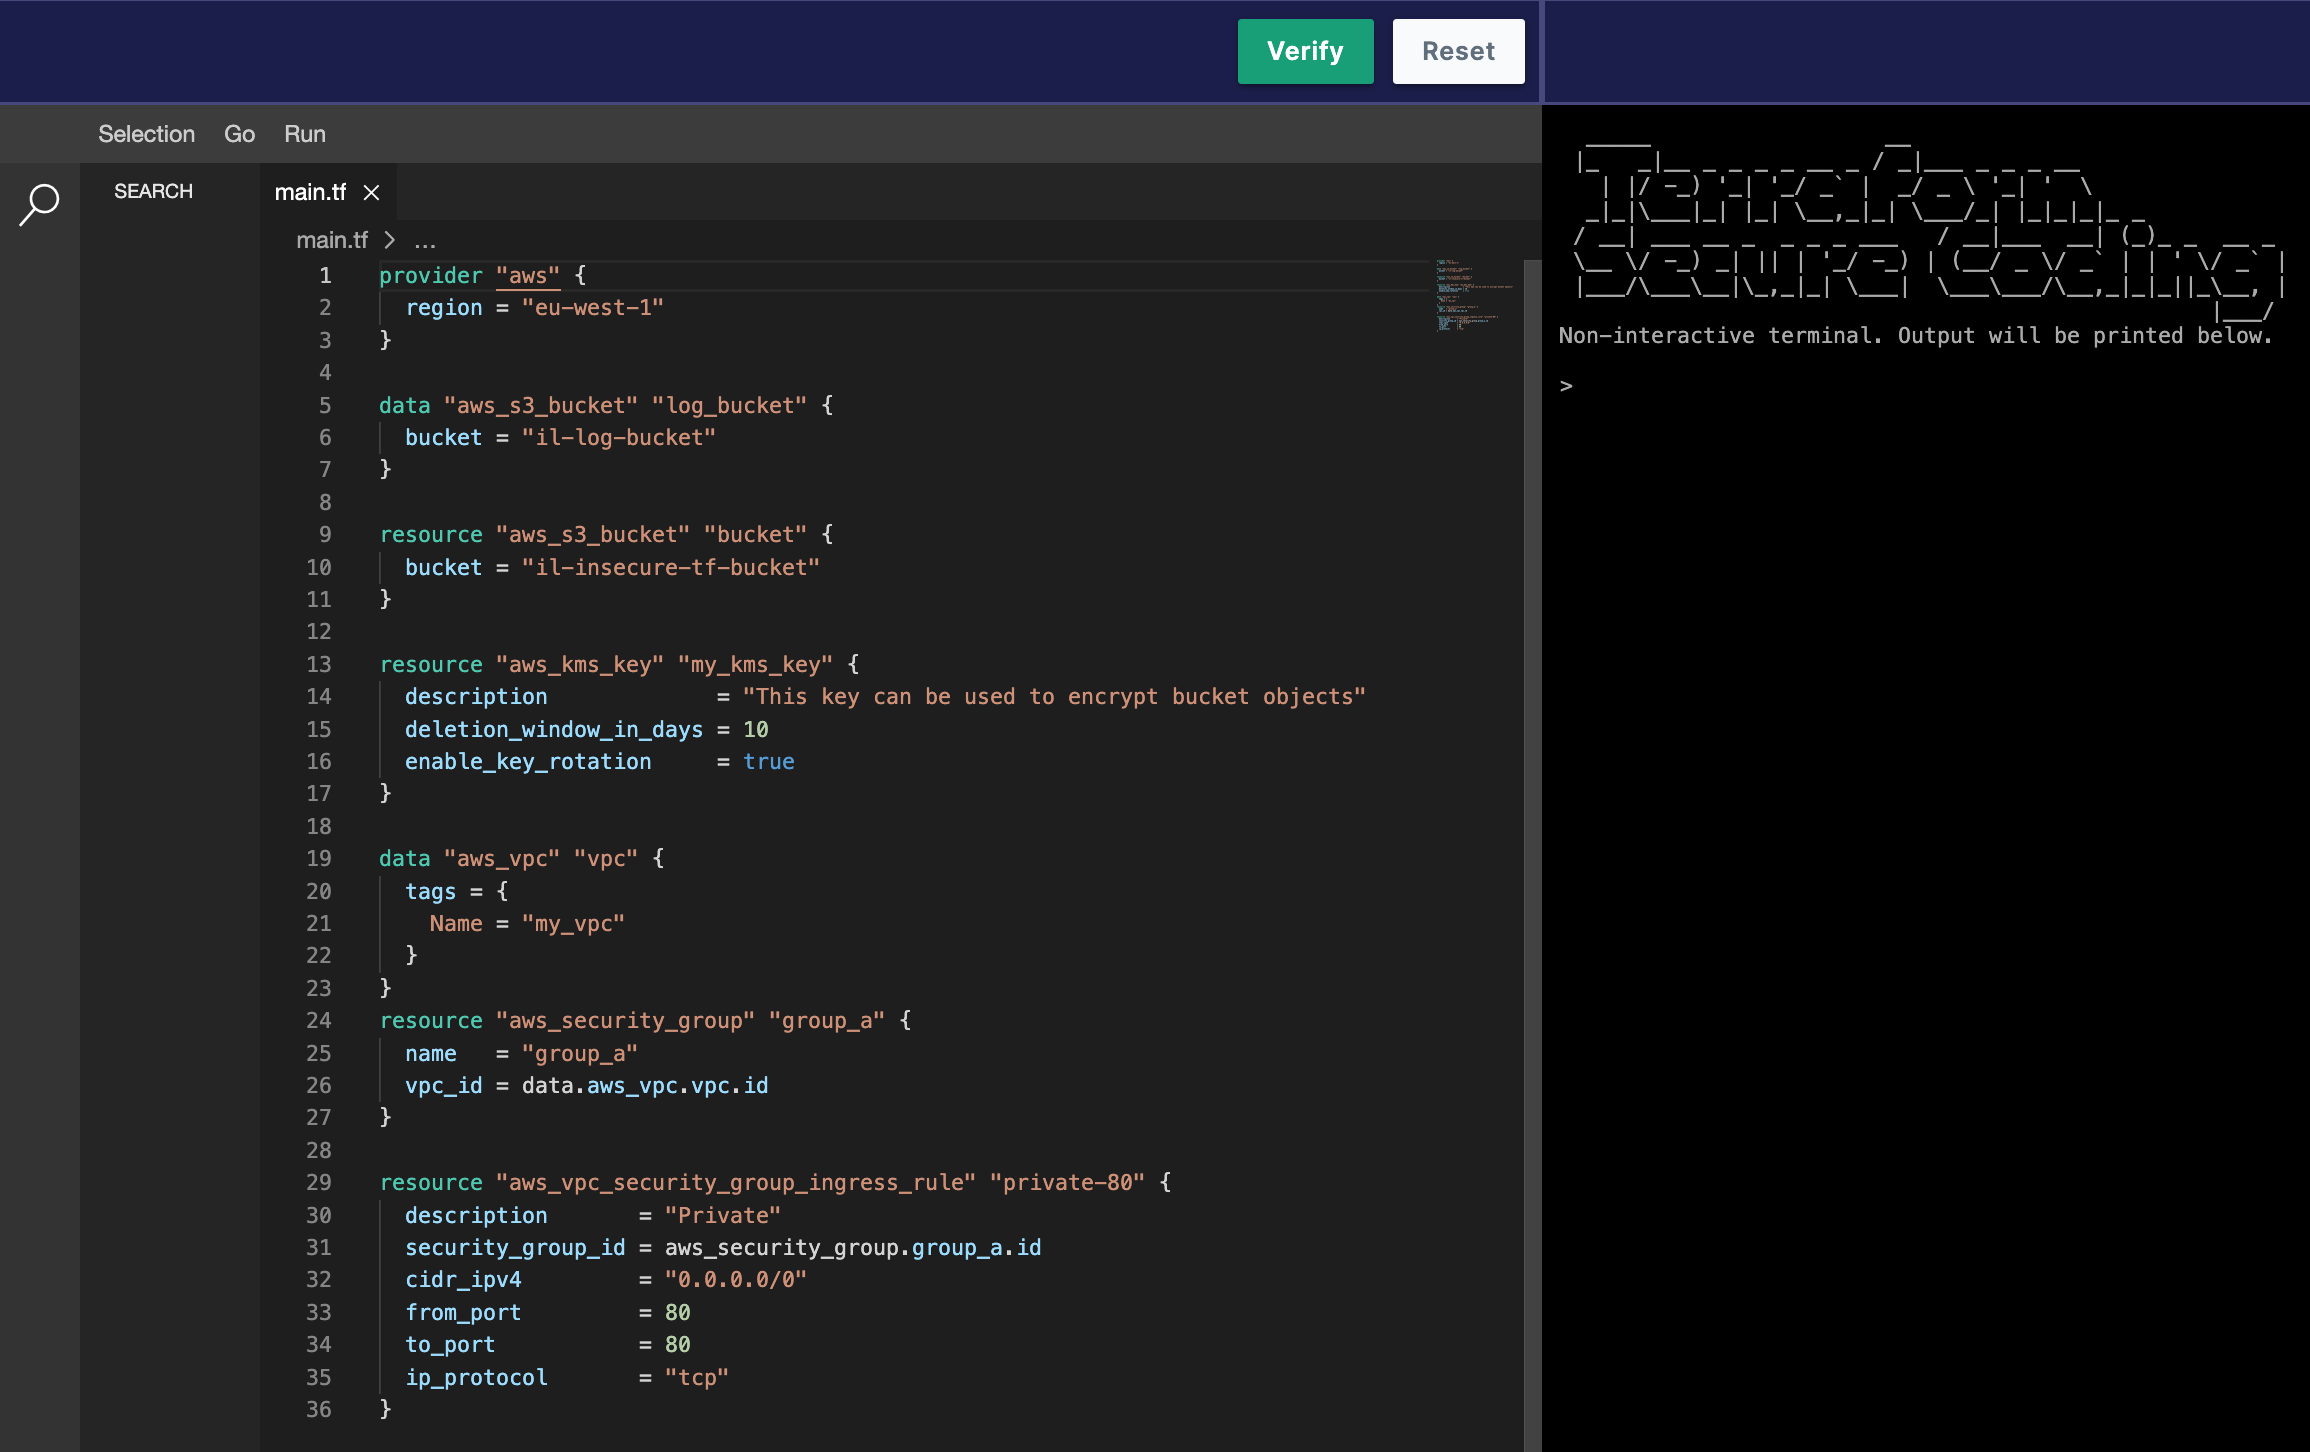 Verify Reset
Selection Go Run
SEARCH
main.tf
main.tf > ...
1 provider "aws" {
2 region = "eu-west-1"
3 }
4
5 data "aws_s3_bucket" "log_bucket" {
6 bucket = "il-log-bucket"
7 }
8
9 resource "aws_s3_bucket" "bucket" {
10 bucket = "il-insecure-tf-bucket"
11 }
12
13 resource "aws_kms_key" "my_kms_key" {
14 description = "This key can be used to encrypt bucket objects"
15 deletion_window_in_days = 10
16 enable_key_rotation = true
17 }
18
19 data "aws_vpc" "vpc" {
20 tags = {
21 Name = "my_vpc"
22 }
23 }
24 resource "aws_security_group" "group_a" {
25 name = "group_a"
26 vpc_id = data.aws_vpc.vpc.id
27 }
28
29 resource "aws_vpc_security_group_ingress_rule" "private-80" {
30 description = "Private"
31 security_group_id = aws_security_group.group_a.id
32 cidr_ipv4 = "0.0.0.0/0"
33 from_port = 80
34 to_port = 80
35 ip_protocol = "tcp"
36 }
Terraform
Secure Coding
Non-interactive terminal. Output will be printed below.
>